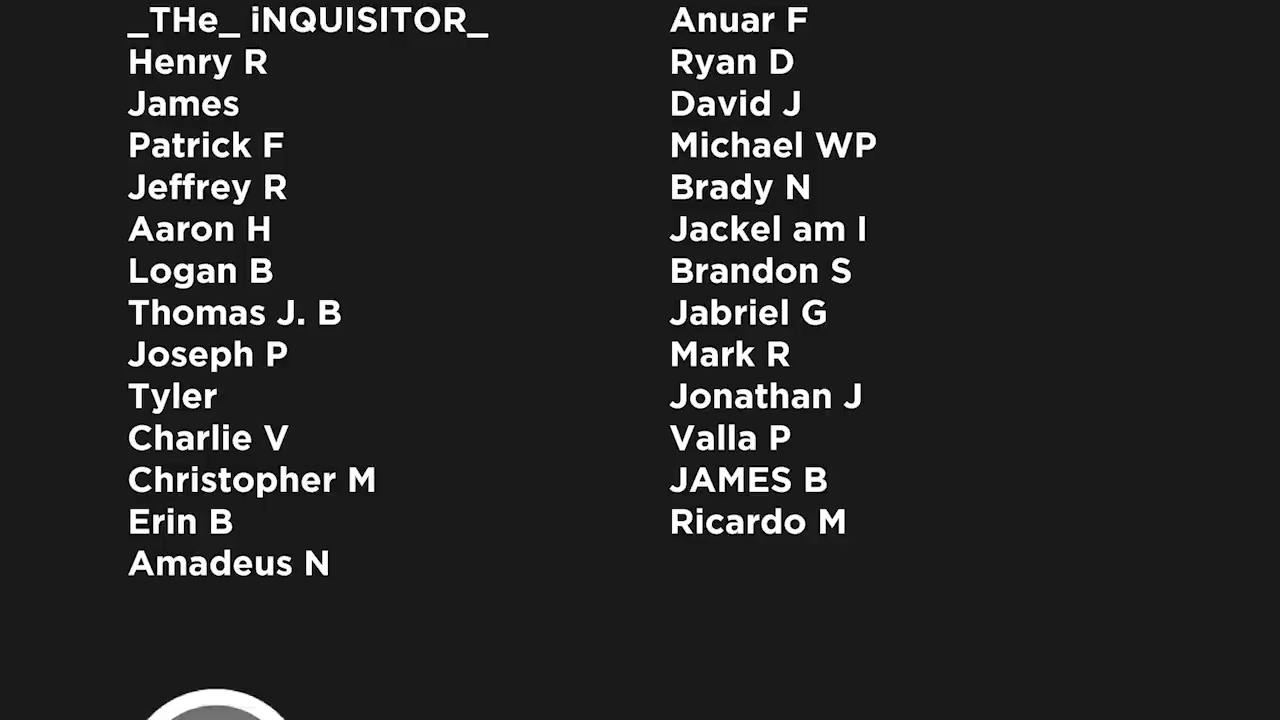 _THe_ iNQUISITOR_
Henry R
James
Patrick F
Jeffrey R
Aaron H
Logan B
Thomas J. B
Joseph P
Tyler
Charlie V
Christopher M
Erin B
Amadeus N
Anuar F
Ryan D
David J
Michael WP
Brady N
Jackel am I
Brandon S
Jabriel G
Mark R
Jonathan J
Valla P
JAMES B
Ricardo M